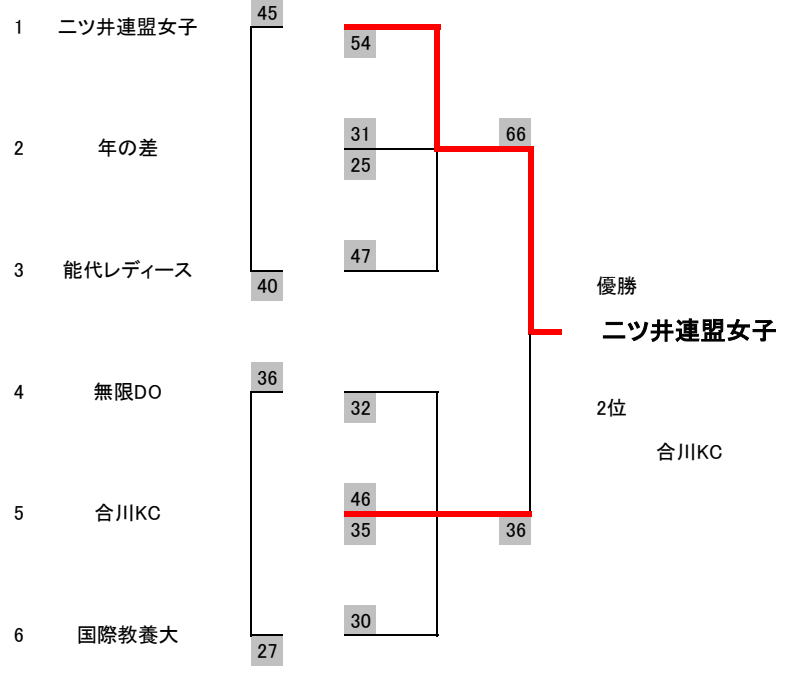 45
1 二ツ井連盟女子
54
31 66
2 年の差
25
47
3 能代レディース
40 優勝
二ツ井連盟女子
36
4 無限DO
32 2位
合川KC
46
5 合川KC
35 36
30
6 国際教養大
27